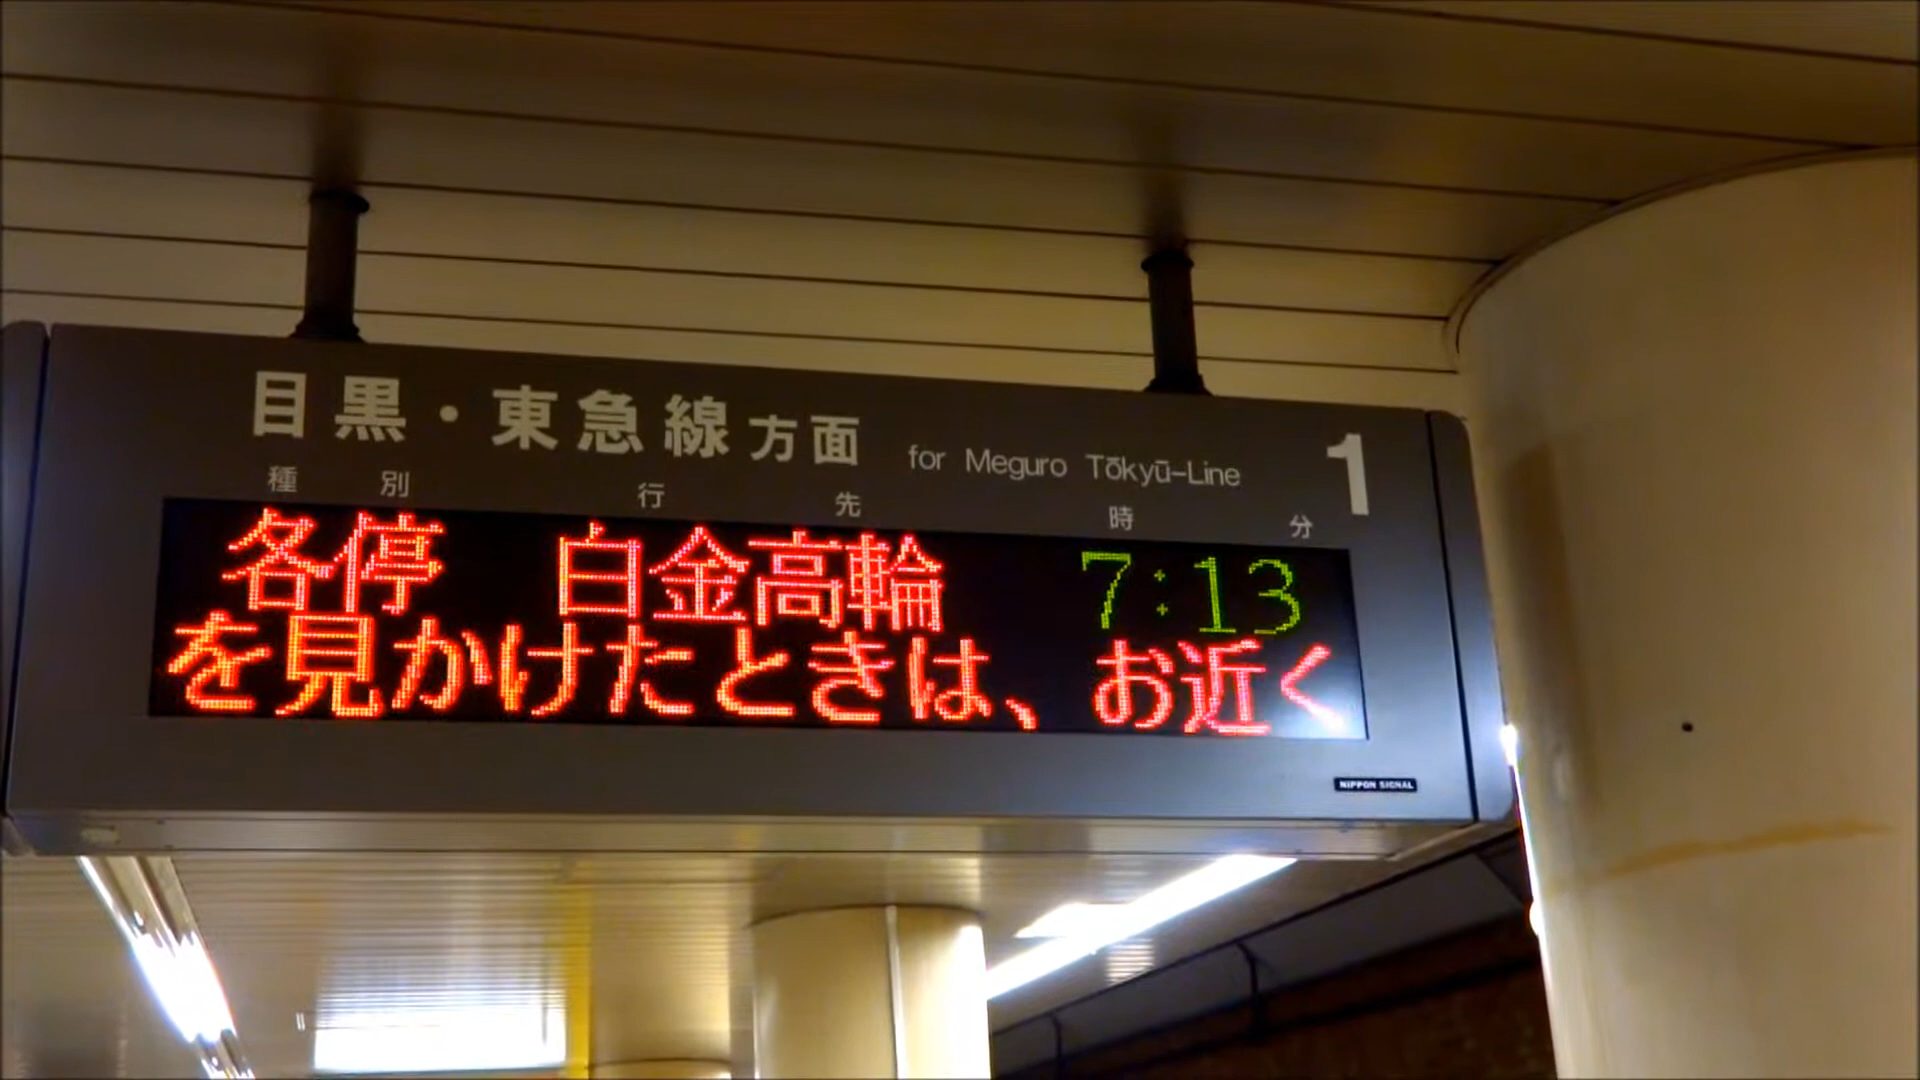 目黒・東急線方面 for Meguro Tōkyū-Line 1
種別 行先 時分
各停 白金高輪 7:13
を見かけたときは、お近く
NIPPON SIGNAL